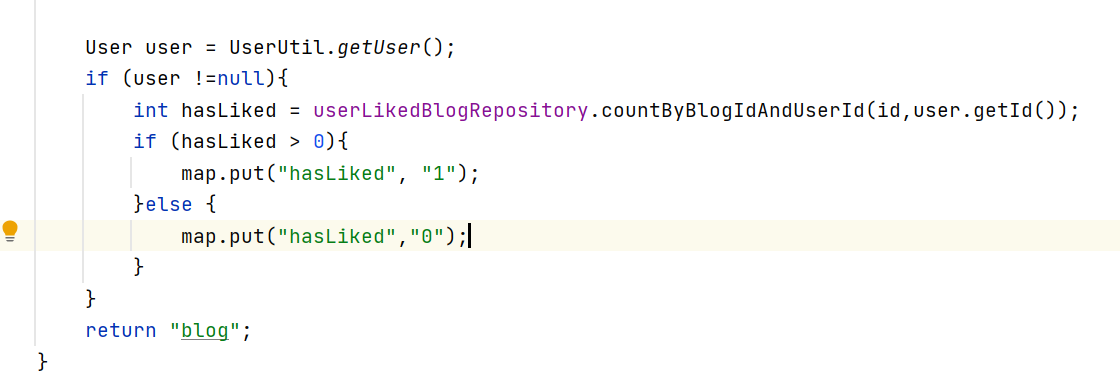 User user = UserUtil.getUser();
if (user !=null){
int hasLiked = userLikedBlogRepository.countByBlogIdAndUserId(id,user.getId());
if (hasLiked > 0){
map.put("hasLiked", "1");
}else {
map.put("hasLiked","0");
}
}
return "blog";
}